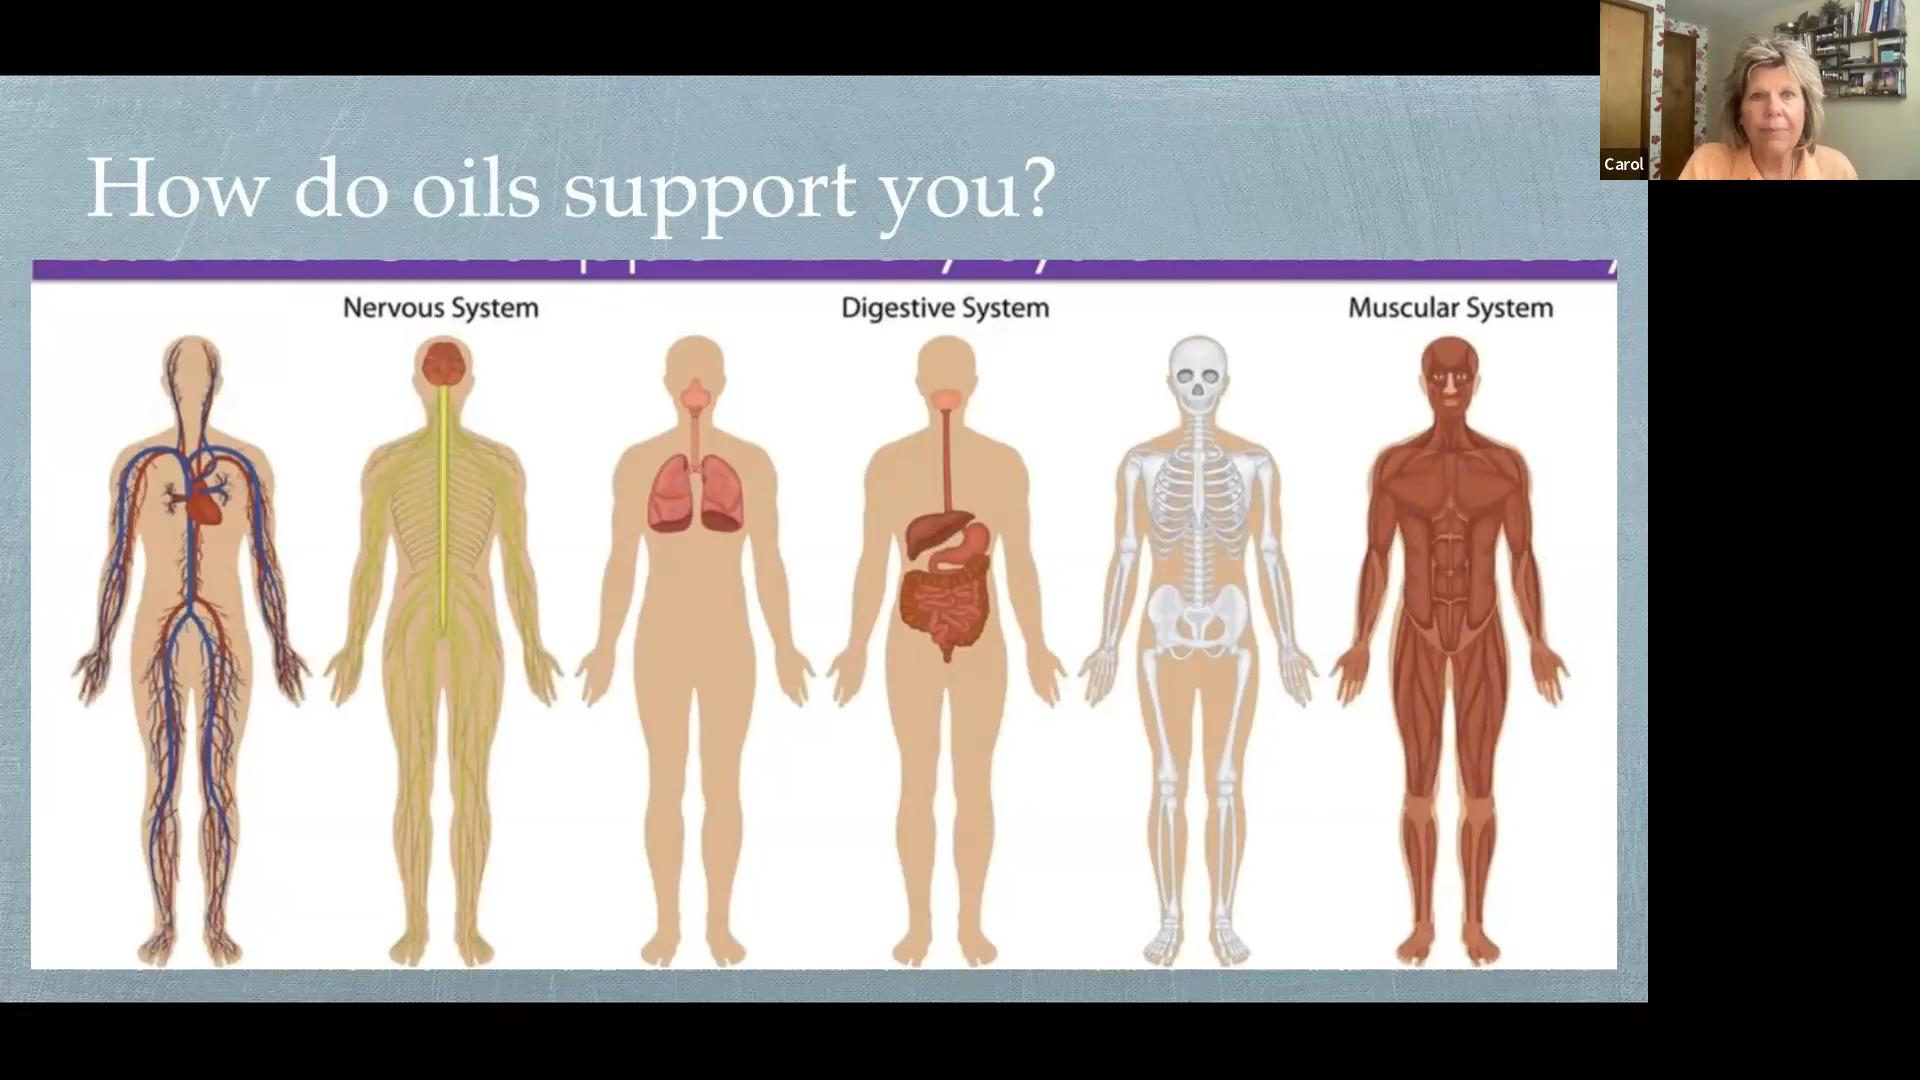 How do oils support you?
Carol
Nervous System
Digestive System
Muscular System